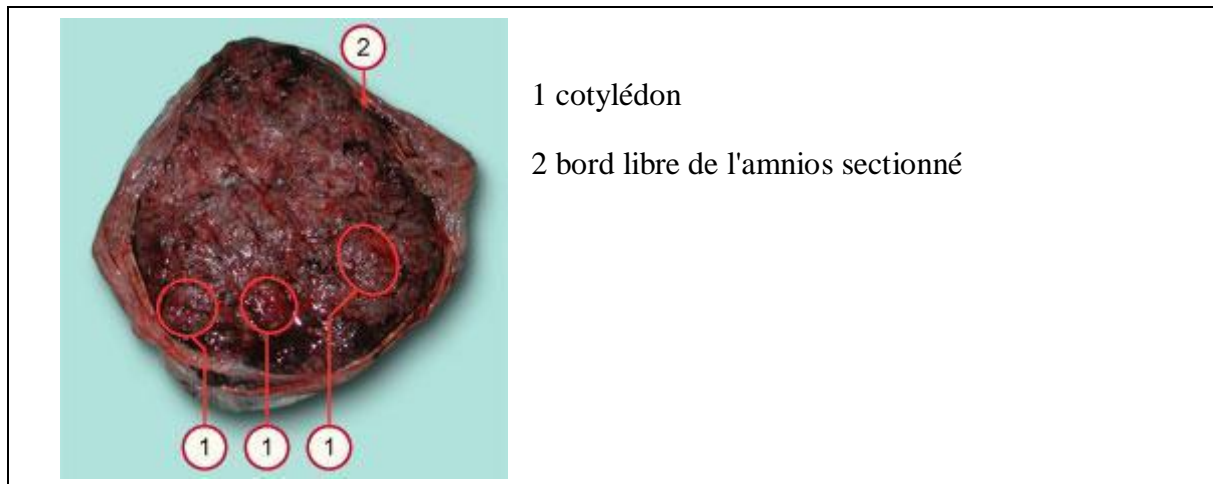 2
1 cotylédon
2 bord libre de l'amnios sectionné
1 1 1